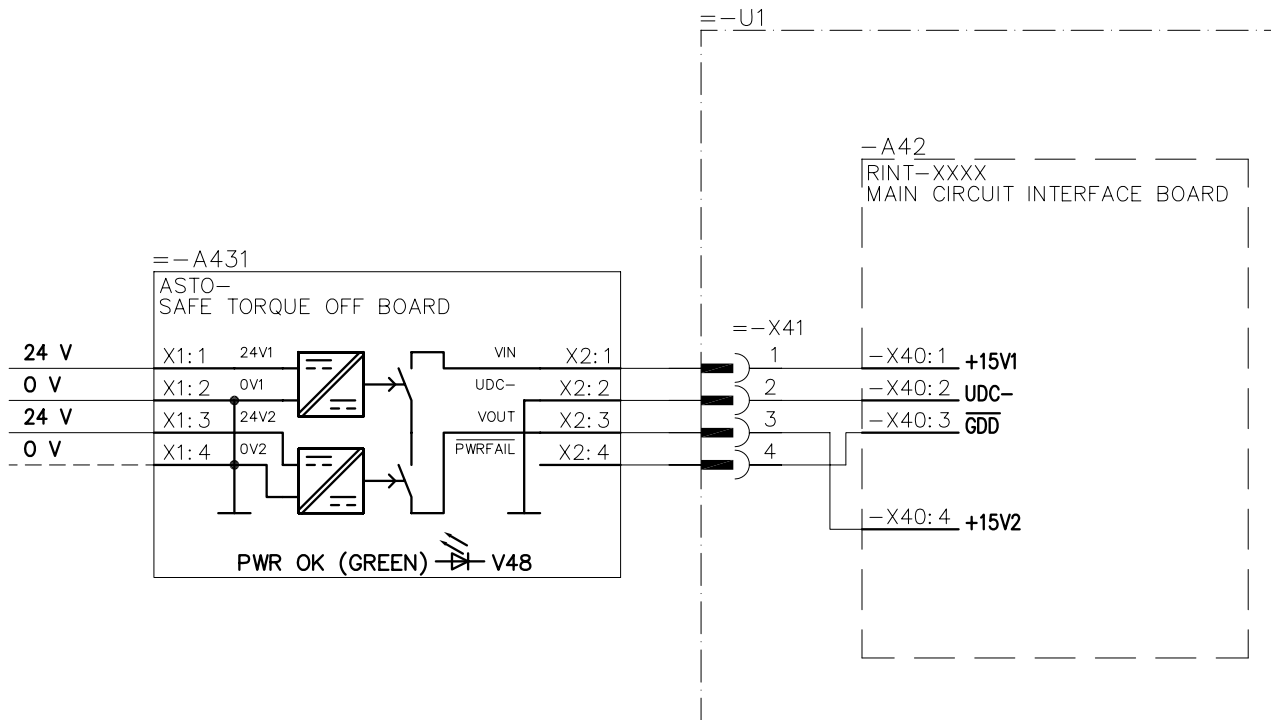 =-U1
-A42
RINT-XXXX
MAIN CIRCUIT INTERFACE BOARD
=-A431
ASTO-
SAFE TORQUE OFF BOARD
=-X41
24 V X1:1 24V1 VIN X2:1 1 -X40:1 +15V1
0 V X1:2 0V1 UDC- X2:2 2 -X40:2 UDC-
24 V X1:3 24V2 VOUT X2:3 3 -X40:3 GDD
0 V X1:4 0V2 PWRFAIL X2:4 4
-X40:4 +15V2
PWR OK (GREEN) V48